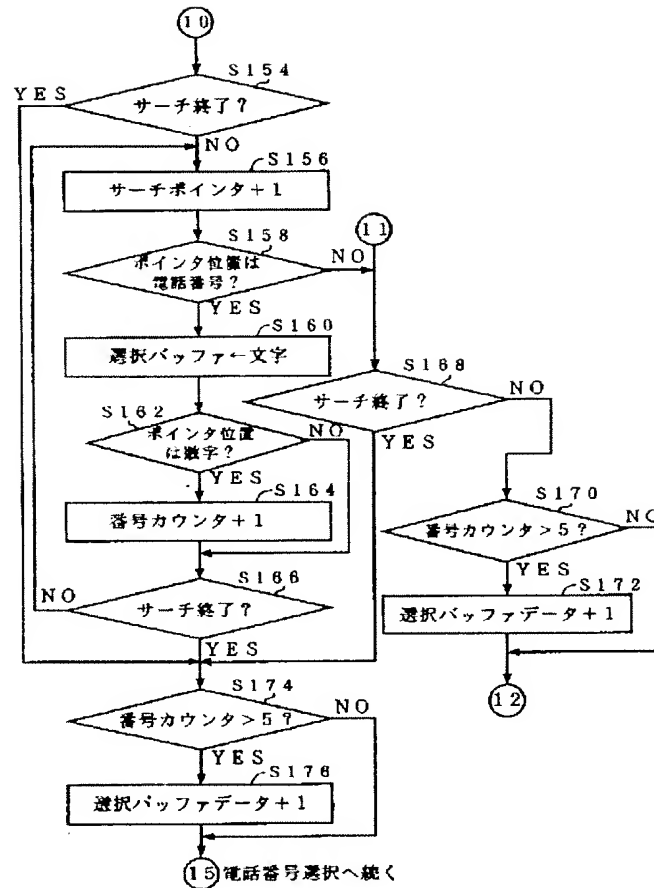 10
S154
YES
サーチ終了?
NO
S156
サーチポインタ+1
S158
11
ポインタ位置は
電話番号?
NO
YES
S160
選択バッファ←文字
S168
サーチ終了?
NO
YES
S162
ポインタ位置
は数字?
NO
YES
S164
番号カウンタ+1
S170
番号カウンタ>5?
NO
YES
S166
NO
サーチ終了?
YES
S172
選択バッファデータ+1
12
S174
番号カウンタ>5?
NO
YES
S176
選択バッファデータ+1
15 電話番号選択へ続く